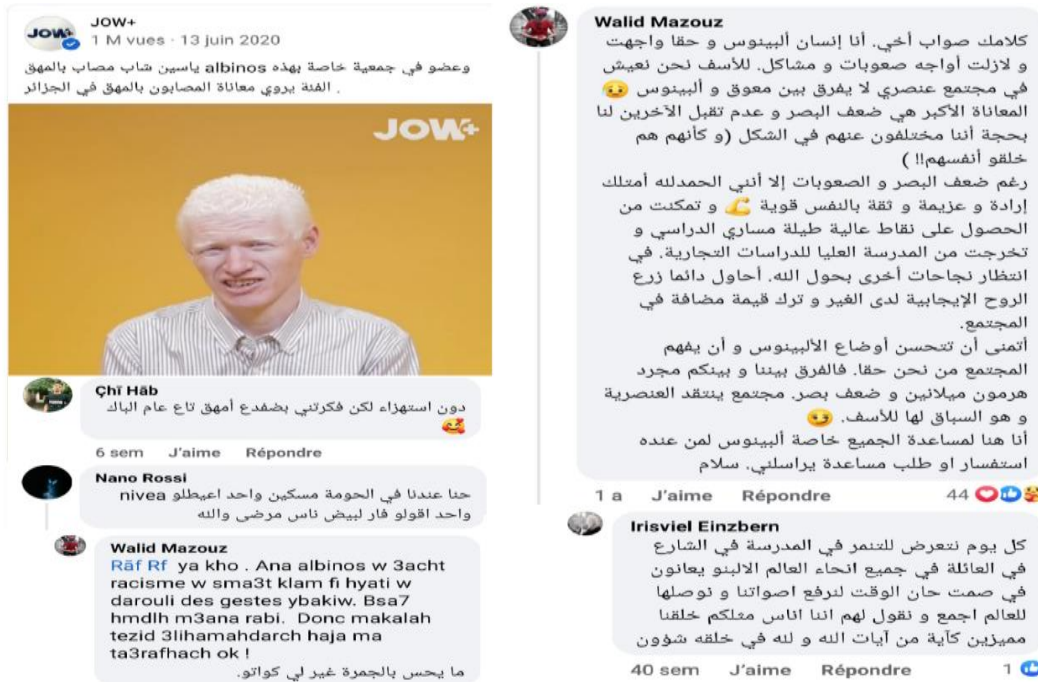 JOW+
JOW+
1 M vues · 13 juin 2020
وعضو في جمعية خاصة بهذه albinos ياسين شاب مصاب بالمهق
الفئة يروي معاناة المصابون بالمهق في الجزائر .
JOW+
Çhī Hāb
دون استهزاء لكن فكرتني بضفدع أمهق تاع عام الباك
🥰
6 sem J'aime Répondre
Nano Rossi
حنا عندنا في الحومة مسكين واحد اعيطلو nivea
واحد اقولو فار لبيض ناس مرضى والله
Walid Mazouz
Rāf Rf ya kho . Ana albinos w 3acht
racisme w sma3t klam fi hyati w
darouli des gestes ybakiw. Bsa7
hmdlh m3ana rabi. Donc makalah
tezid 3lihamahdarch haja ma
ta3rafhach ok !
ما يحس بالجمرة غير لي كواتو.
Walid Mazouz
كلامك صواب أخي. أنا إنسان ألبينوس و حقا واجهت
و لازلت أواجه صعوبات و مشاكل. للأسف نحن نعيش
في مجتمع عنصري لا يفرق بين معوق و ألبينوس 😥
المعاناة الأكبر هي ضعف البصر و عدم تقبل الآخرين لنا
بحجة أننا مختلفون عنهم في الشكل (و كأنهم هم
خلقو أنفسهم!! )
رغم ضعف البصر و الصعوبات إلا أنني الحمدلله أمتلك
إرادة و عزيمة و ثقة بالنفس قوية 💪 و تمكنت من
الحصول على نقاط عالية طيلة مساري الدراسي و
تخرجت من المدرسة العليا للدراسات التجارية. في
انتظار نجاحات أخرى بحول الله. أحاول دائما زرع
الروح الإيجابية لدى الغير و ترك قيمة مضافة في
المجتمع.
أتمنى أن تتحسن أوضاع الألبينوس و أن يفهم
المجتمع من نحن حقا. فالفرق بيننا و بينكم مجرد
هرمون ميلانين و ضعف بصر. مجتمع ينتقد العنصرية
و هو السباق لها للأسف. 😥
أنا هنا لمساعدة الجميع خاصة ألبينوس لمن عنده
استفسار او طلب مساعدة يراسلني. سلام
1 a J'aime Répondre 44
Irisviel Einzbern
كل يوم نتعرض للتنمر في المدرسة في الشارع
في العائلة في جميع انحاء العالم الالبنو يعانون
في صمت حان الوقت لنرفع اصواتنا و نوصلها
للعالم اجمع و نقول لهم اننا اناس مثلكم خلقنا
مميزين كآية من آيات الله و لله في خلقه شؤون
40 sem J'aime Répondre 1